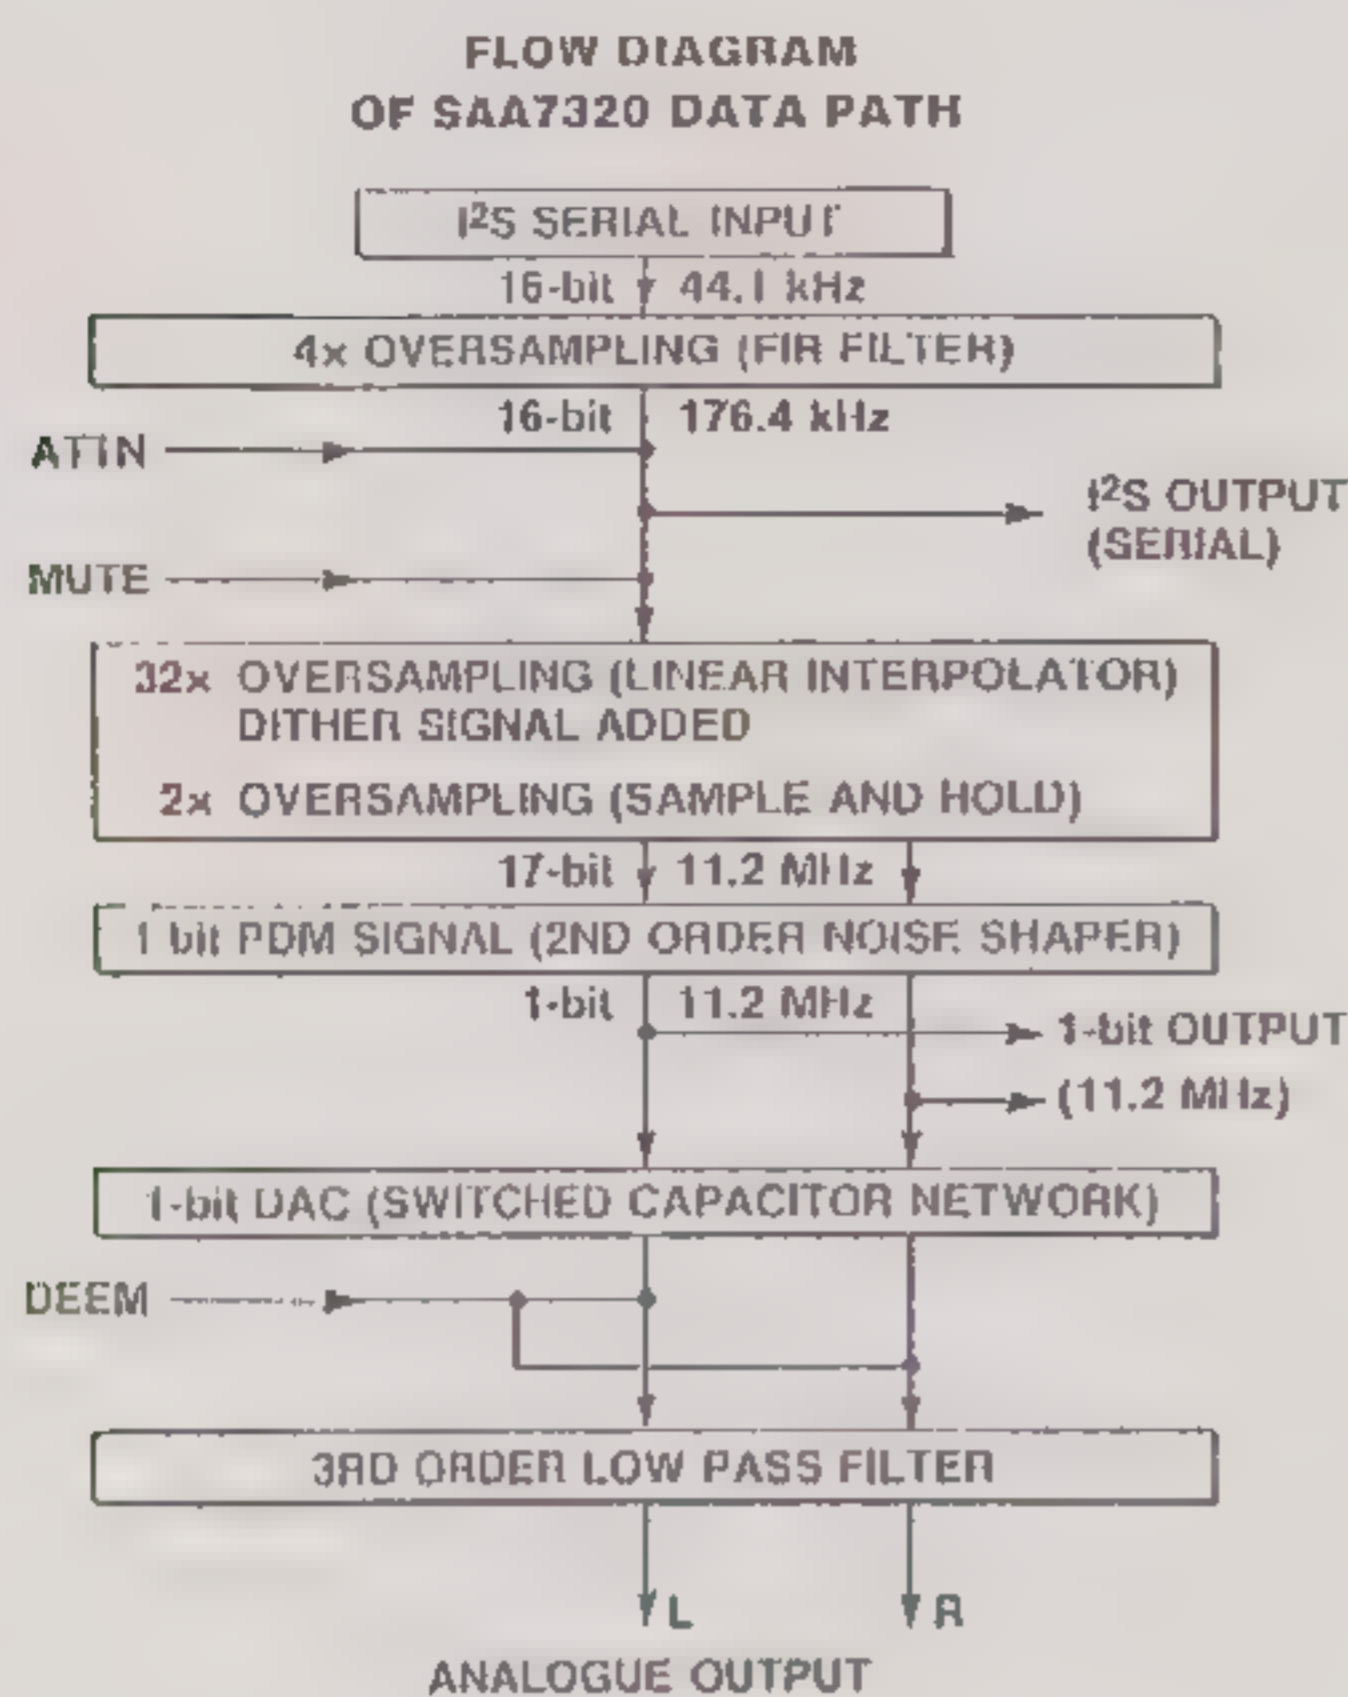 FLOW DIAGRAM
OF SAA7320 DATA PATH
I²S SERIAL INPUT
16-bit 44.1 kHz
4x OVERSAMPLING (FIR FILTER)
16-bit 176.4 kHz
ATTN
I²S OUTPUT
(SERIAL)
MUTE
32x OVERSAMPLING (LINEAR INTERPOLATOR)
DITHER SIGNAL ADDED
2x OVERSAMPLING (SAMPLE AND HOLD)
17-bit 11.2 MHz
1 bit PDM SIGNAL (2ND ORDER NOISE SHAPER)
1-bit 11.2 MHz
1-bit OUTPUT
(11.2 MHz)
1-bit DAC (SWITCHED CAPACITOR NETWORK)
DEEM
3RD ORDER LOW PASS FILTER
L R
ANALOGUE OUTPUT